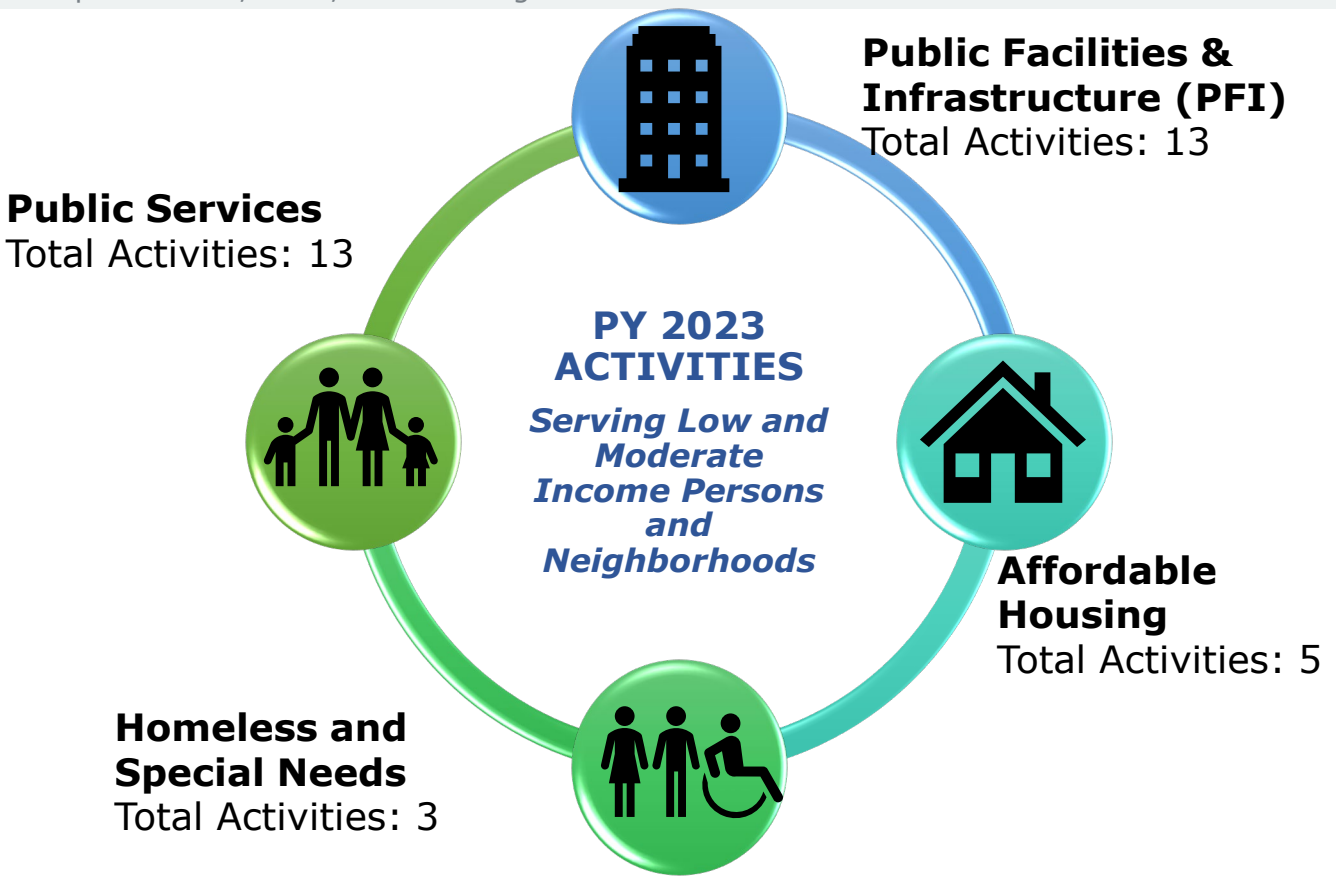 Public Facilities &
Infrastructure (PFI)
Total Activities: 13
Public Services
Total Activities: 13
PY 2023
ACTIVITIES
Serving Low and
Moderate
Income Persons
and
Neighborhoods
Affordable
Housing
Total Activities: 5
Homeless and
Special Needs
Total Activities: 3